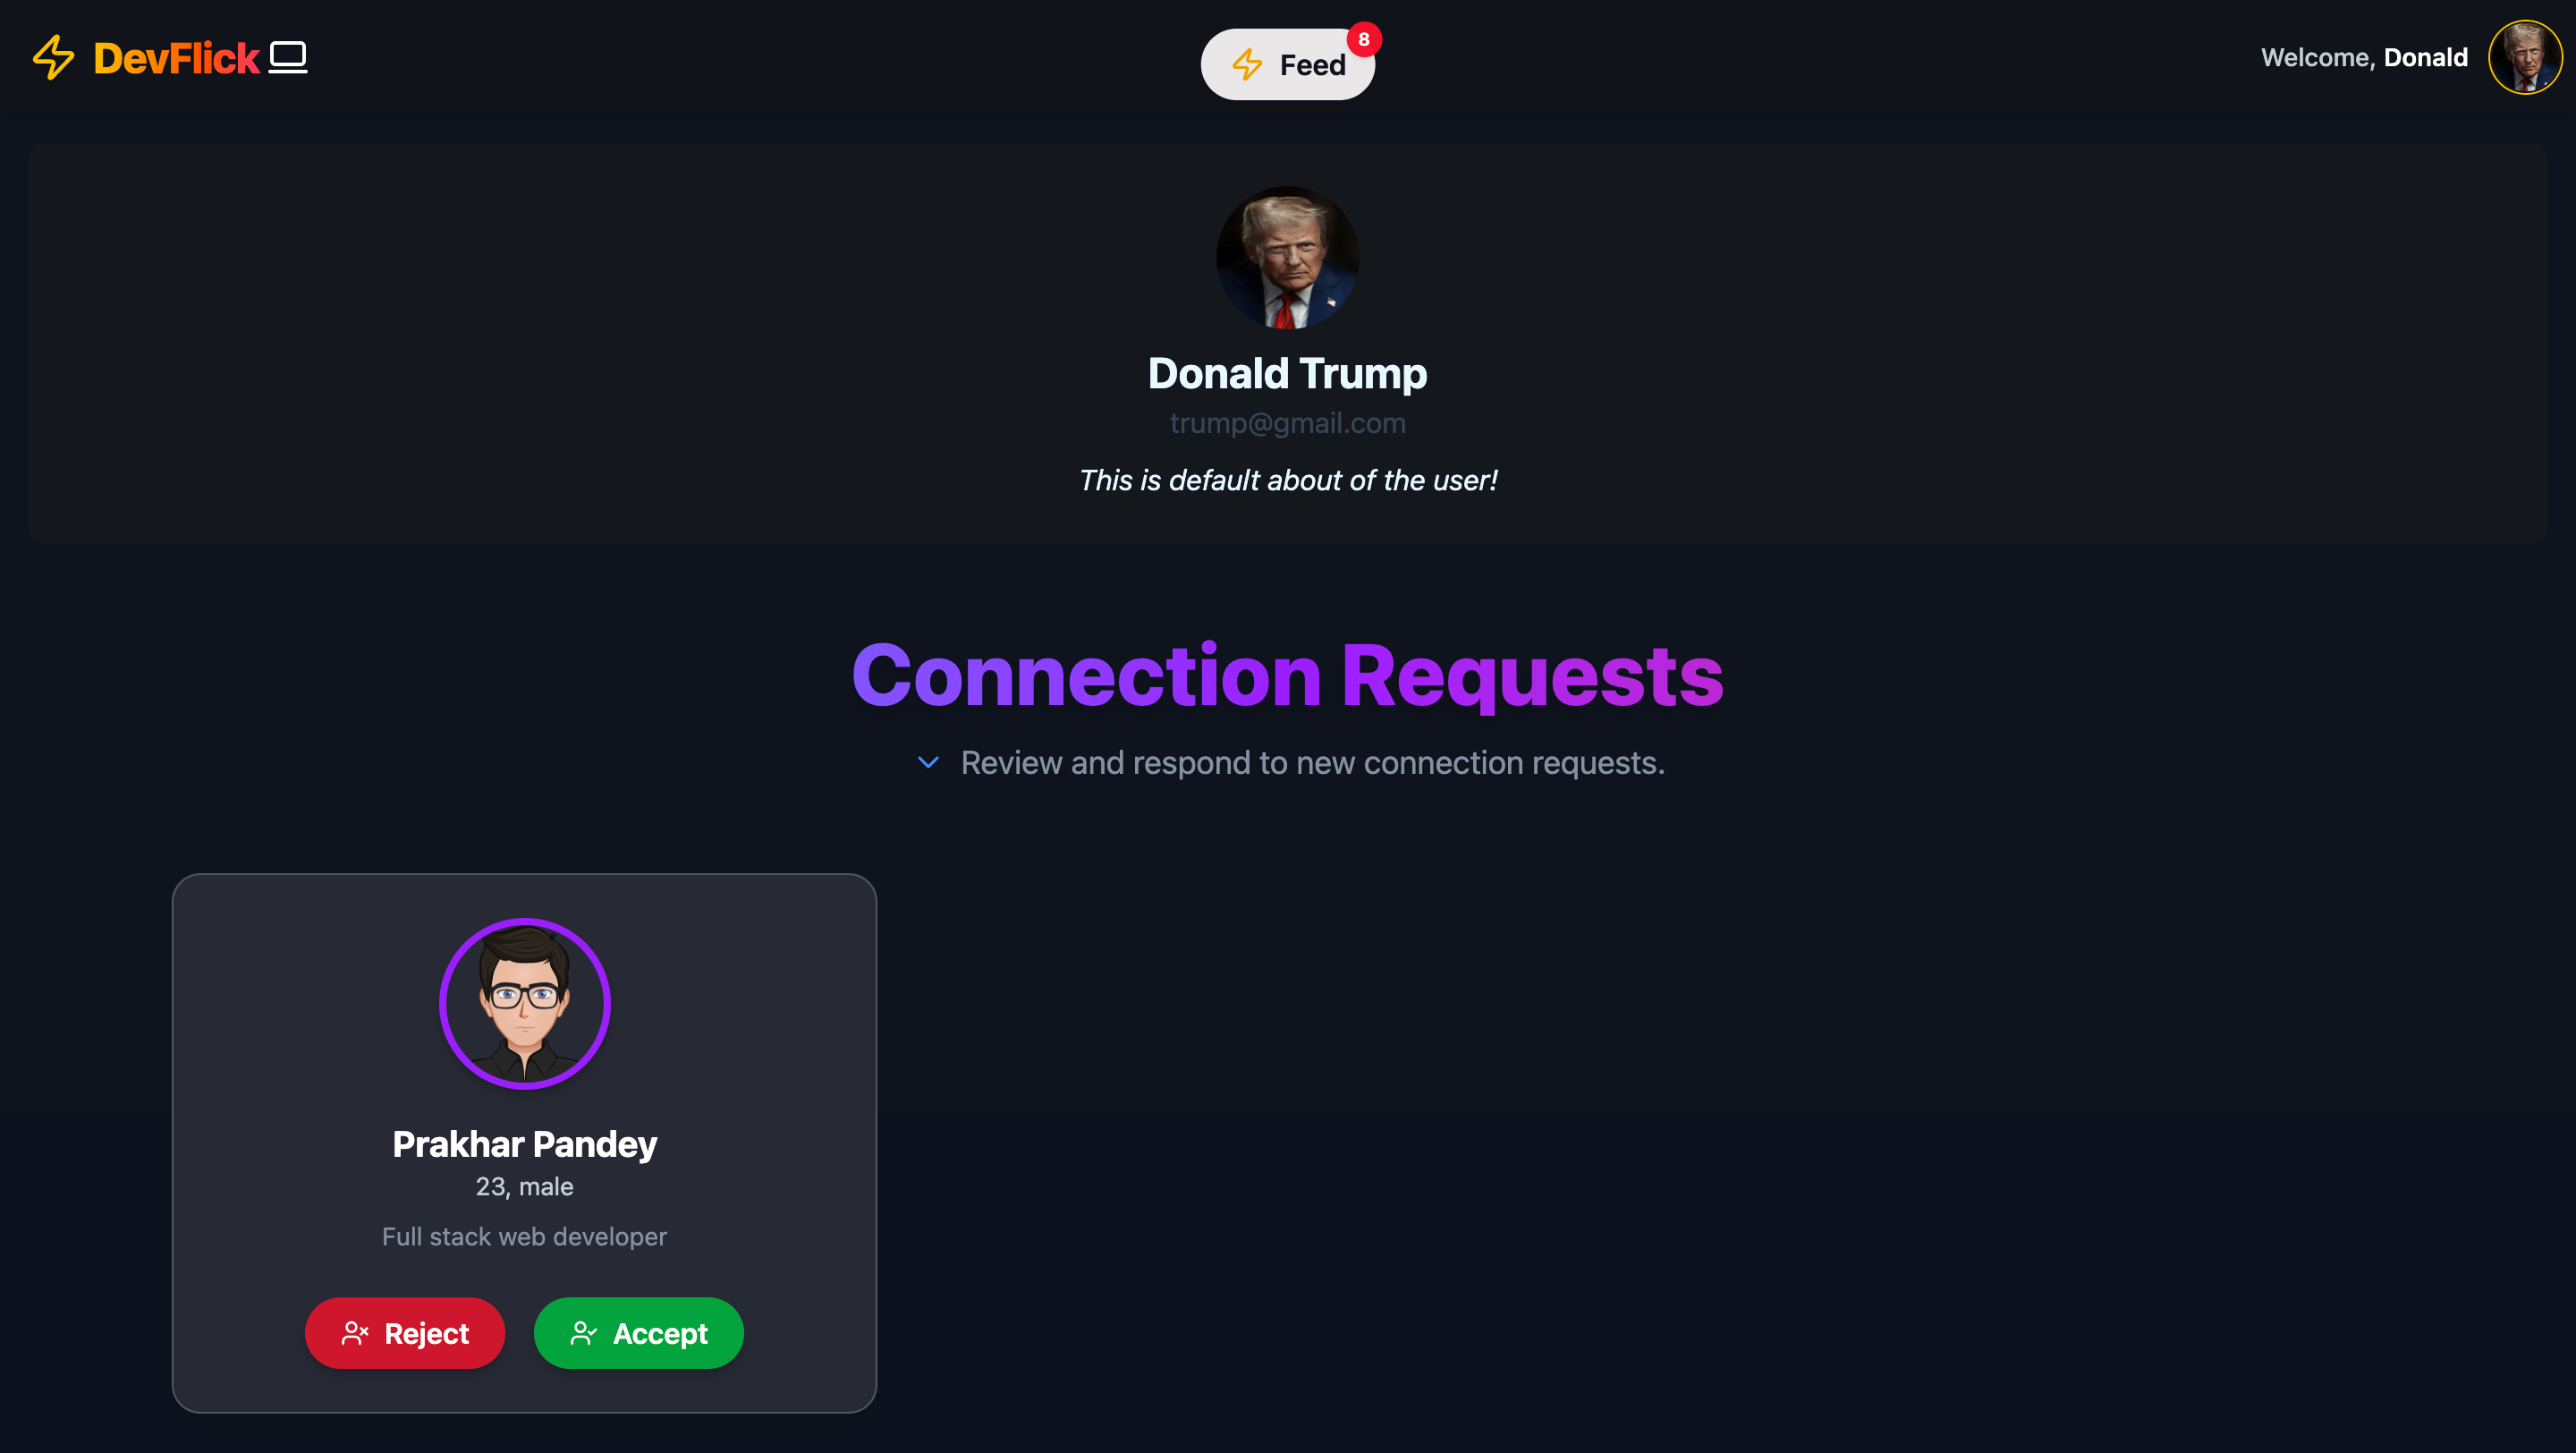 DevFlick
Feed
8
Welcome, Donald
Donald Trump
trump@gmail.com
This is default about of the user!
Connection Requests
Review and respond to new connection requests.
Prakhar Pandey
23, male
Full stack web developer
Reject
Accept